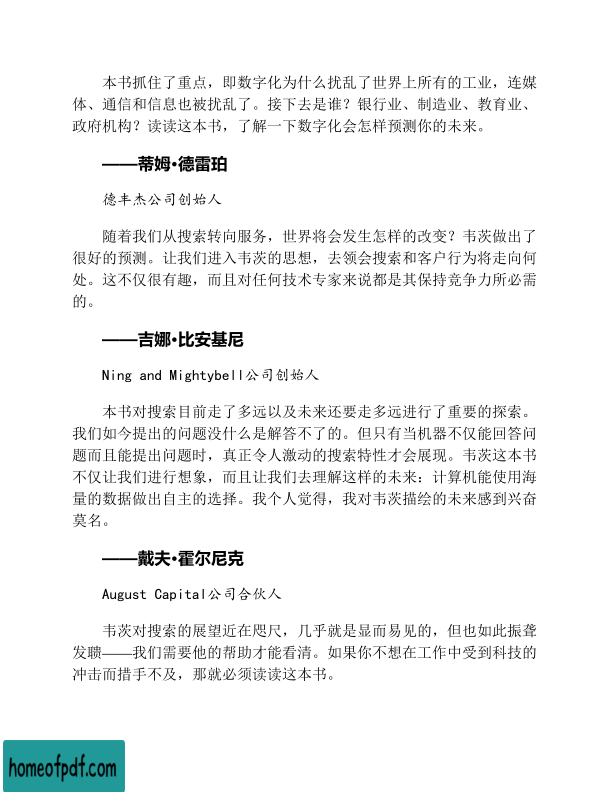 本书抓住了重点，即数字化为什么扰乱了世界上所有的工业，连媒
体、通信和信息也被扰乱了。接下去是谁？银行业、制造业、教育业、
政府机构？读读这本书，了解一下数字化会怎样预测你的未来。
——蒂姆•德雷珀
德丰杰公司创始人
随着我们从搜索转向服务，世界将会发生怎样的改变？韦茨做出了
很好的预测。让我们进入韦茨的思想，去领会搜索和客户行为将走向何
处。这不仅很有趣，而且对任何技术专家来说都是其保持竞争力所必需
的。
——吉娜•比安基尼
Ning and Mightybell公司创始人
本书对搜索目前走了多远以及未来还要走多远进行了重要的探索。
我们如今提出的问题没什么是解答不了的。但只有当机器不仅能回答问
题而且能提出问题时，真正令人激动的搜索特性才会展现。韦茨这本书
不仅让我们进行想象，而且让我们去理解这样的未来：计算机能使用海
量的数据做出自主的选择。我个人觉得，我对韦茨描绘的未来感到兴奋
莫名。
——戴夫•霍尔尼克
August Capital公司合伙人
韦茨对搜索的展望近在咫尺，几乎就是显而易见的，但也如此振聋
发聩——我们需要他的帮助才能看清。如果你不想在工作中受到科技的
冲击而措手不及，那就必须读读这本书。
homeofpdf.com